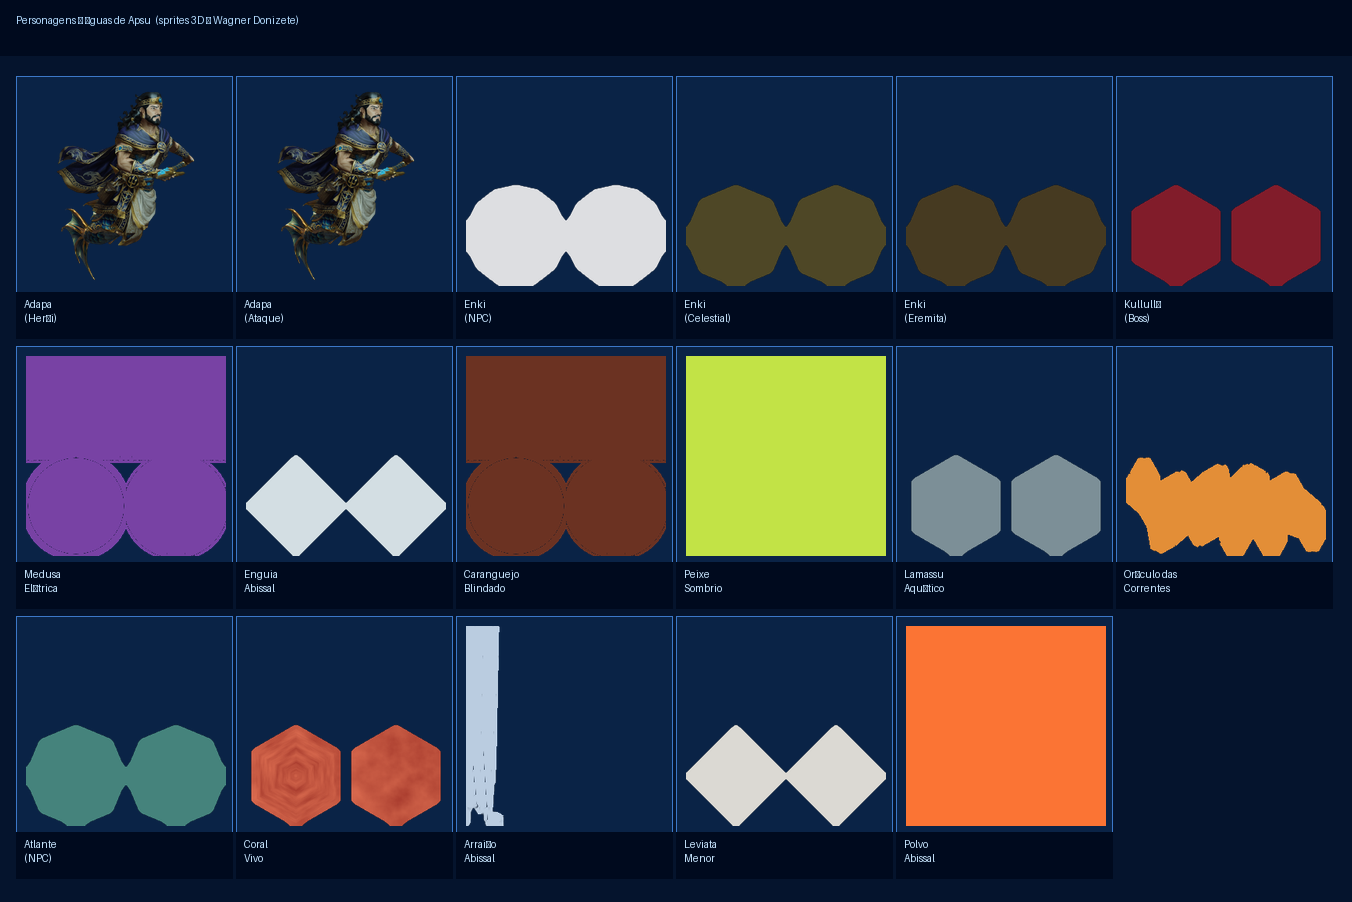 Personagens �  �guas de Apsu (sprites 3D � Wagner Donizete)
Adapa
(Her�i)
Adapa
(Ataque)
Enki
(NPC)
Enki
(Celestial)
Enki
(Eremita)
Kullull�
(Boss)
Medusa
El�trica
Enguia
Abissal
Caranguejo
Blindado
Peixe
Sombrio
Lamassu
Aqu�tico
Or�culo das
Correntes
Atlante
(NPC)
Coral
Vivo
Arrai�o
Abissal
Leviata
Menor
Polvo
Abissal